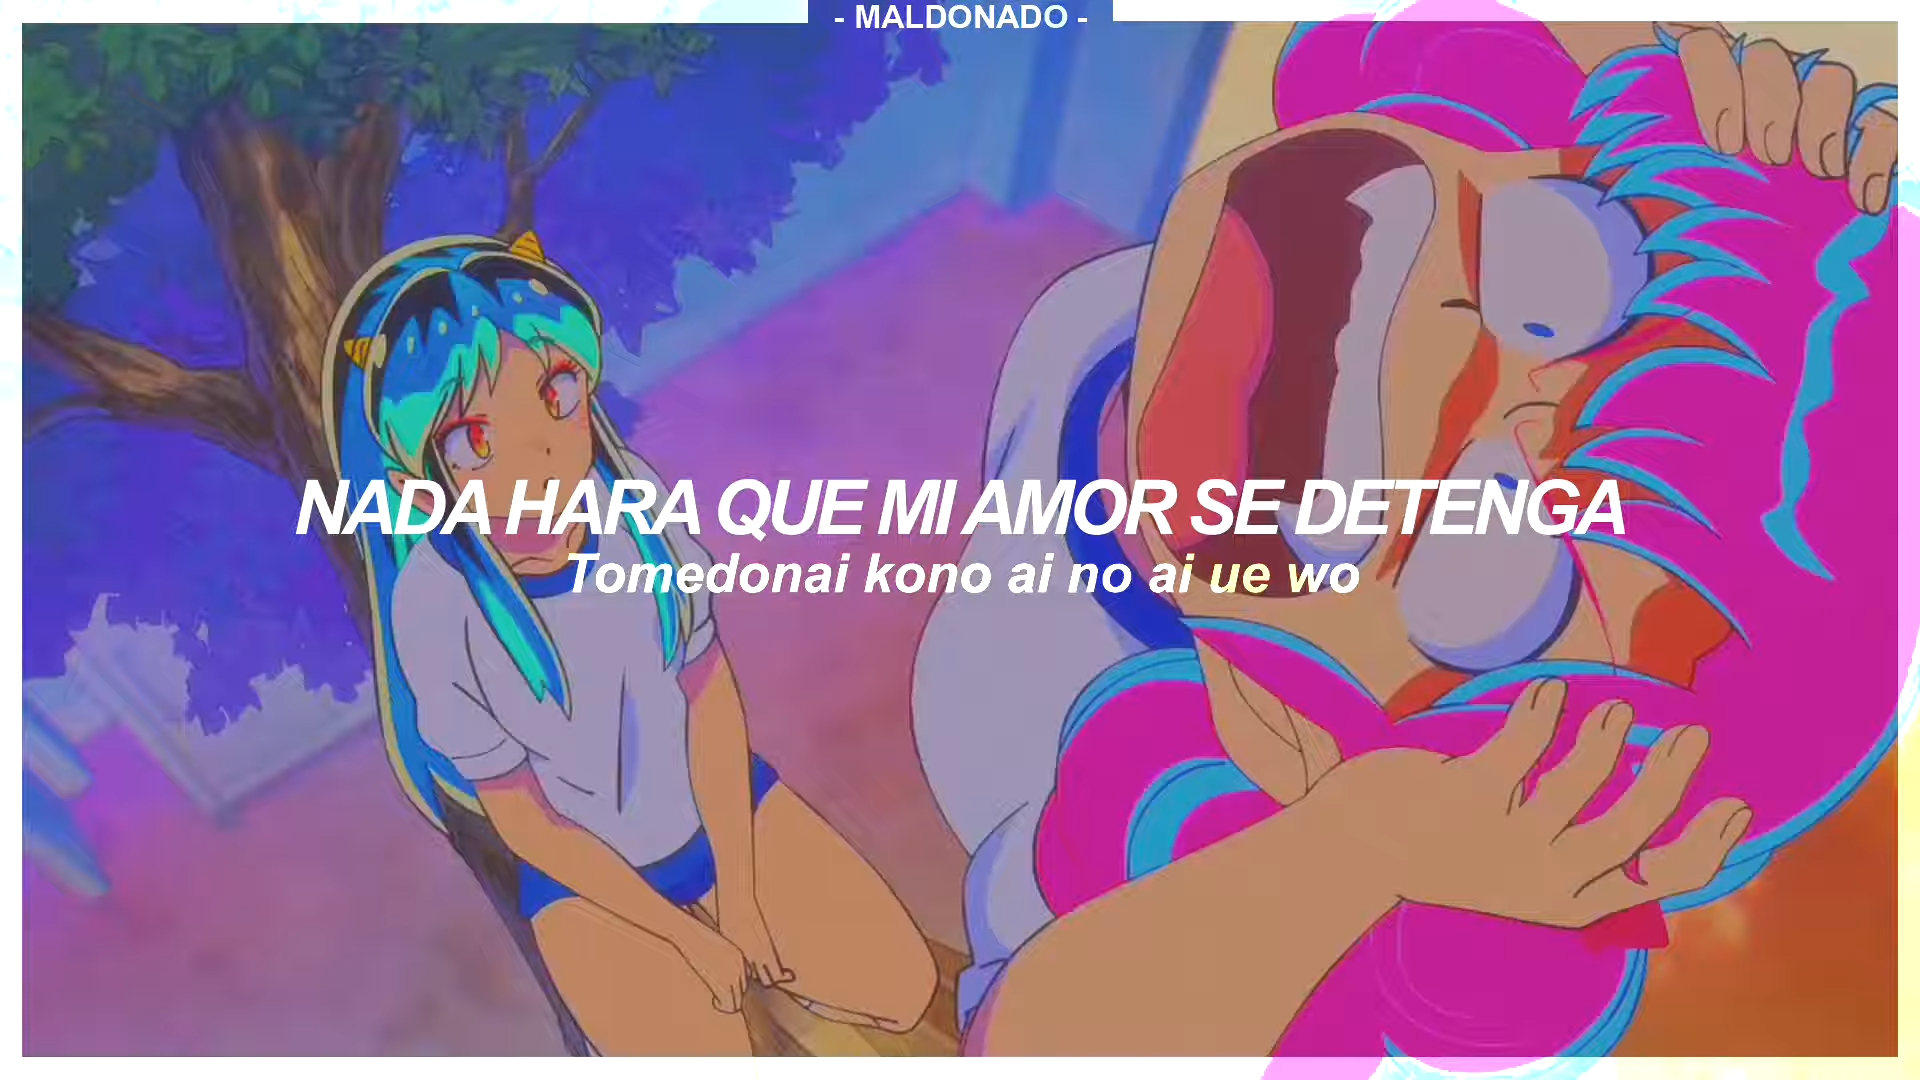 - MALDONADO -
NADA HARA QUE MI AMOR SE DETENGA
Tomedonai kono ai no ai ue wo